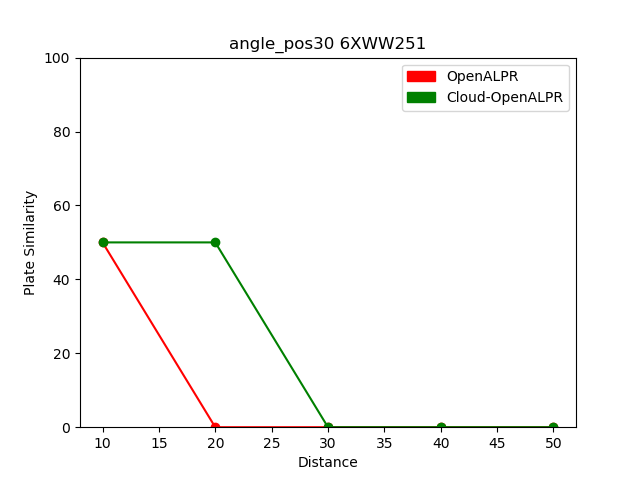 angle_pos30 6XWW251
OpenALPR
Cloud-OpenALPR
Plate Similarity
100
80
60
40
20
0
10 15 20 25 30 35 40 45 50
Distance